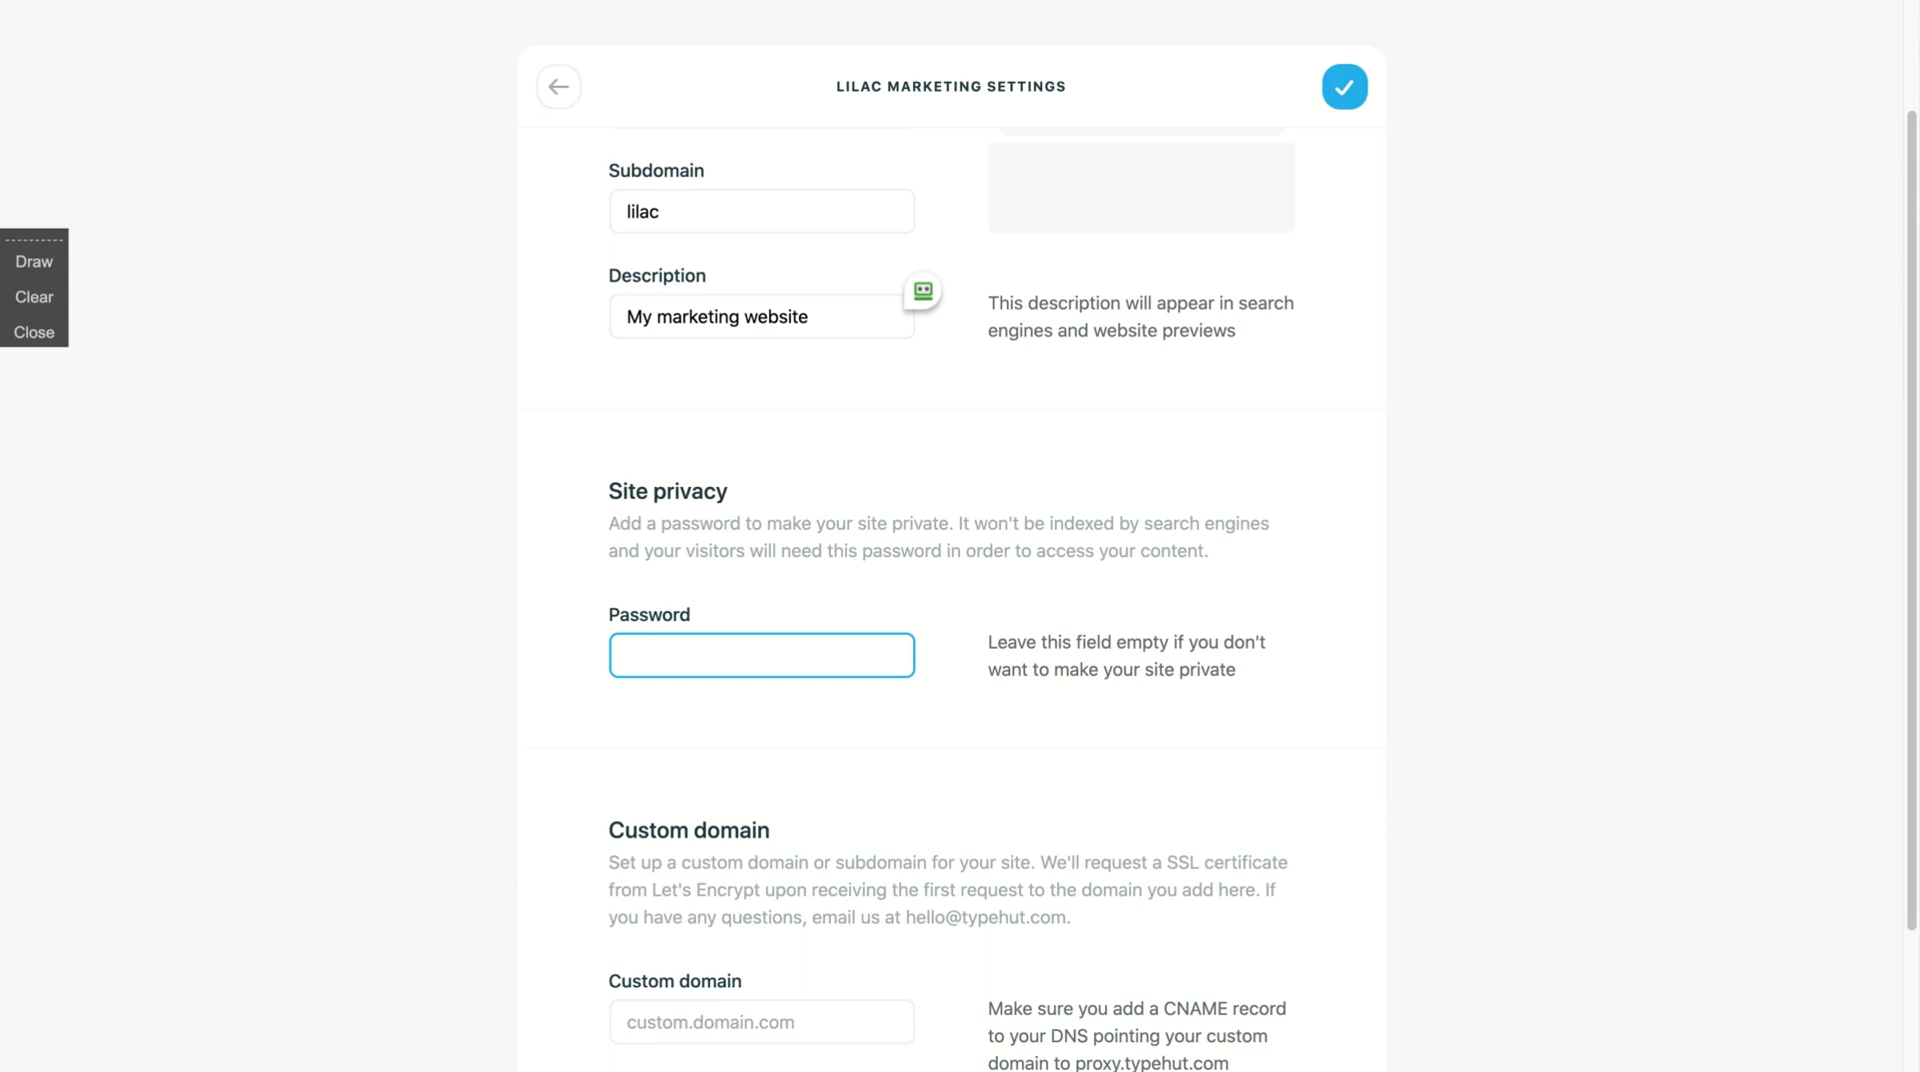 LILAC MARKETING SETTINGS
Subdomain
lilac
Draw
Clear
Close
Description
My marketing website
This description will appear in search
engines and website previews
Site privacy
Add a password to make your site private. It won't be indexed by search engines
and your visitors will need this password in order to access your content.
Password
Leave this field empty if you don't
want to make your site private
Custom domain
Set up a custom domain or subdomain for your site. We'll request a SSL certificate
from Let's Encrypt upon receiving the first request to the domain you add here. If
you have any questions, email us at hello@typehut.com.
Custom domain
custom.domain.com
Make sure you add a CNAME record
to your DNS pointing your custom
domain to proxy.typehut.com